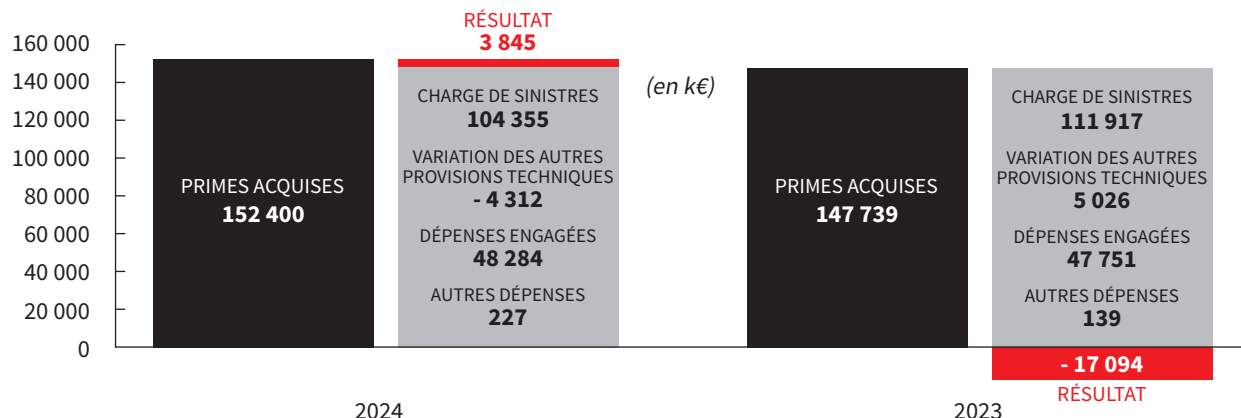 RÉSULTAT
3 845
160 000
140 000
120 000
100 000
80 000
60 000
40 000
20 000
0
PRIMES ACQUISES
152 400
CHARGE DE SINISTRES
104 355
VARIATION DES AUTRES
PROVISIONS TECHNIQUES
- 4 312
DÉPENSES ENGAGÉES
48 284
AUTRES DÉPENSES
227
2024
(en k€)
PRIMES ACQUISES
147 739
CHARGE DE SINISTRES
111 917
VARIATION DES AUTRES
PROVISIONS TECHNIQUES
5 026
DÉPENSES ENGAGÉES
47 751
AUTRES DÉPENSES
139
- 17 094
RÉSULTAT
2023